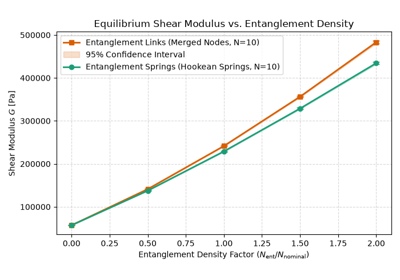 Equilibrium Shear Modulus vs. Entanglement Density
Entanglement Links (Merged Nodes, N=10)
95% Confidence Interval
Entanglement Springs (Hookean Springs, N=10)
Shear Modulus G [Pa]
500000
400000
300000
200000
100000
0.00 0.25 0.50 0.75 1.00 1.25 1.50 1.75 2.00
Entanglement Density Factor (Nent/Nnominal)